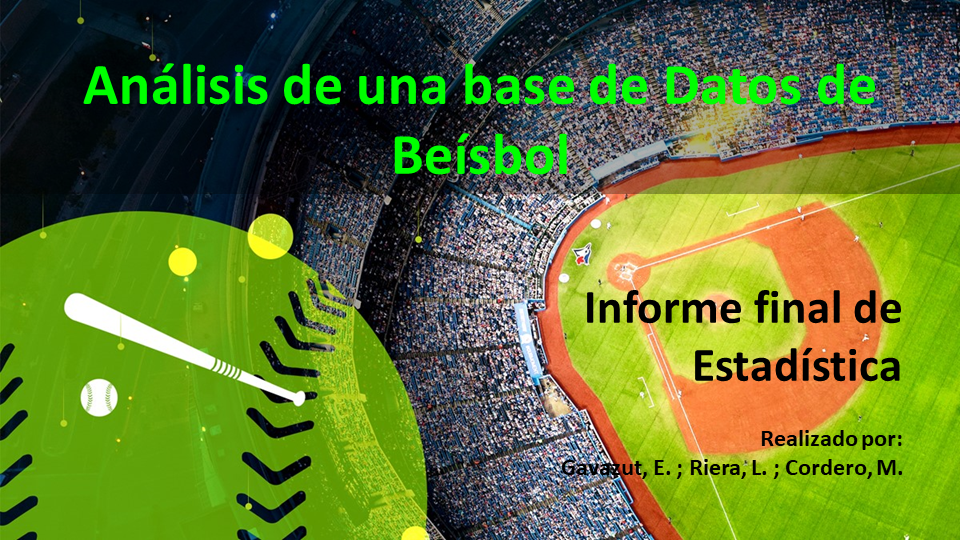 Análisis de una base de Datos de
Beísbol
Informe final de
Estadística
Realizado por:
Gavazut, E. ; Riera, L. ; Cordero, M.